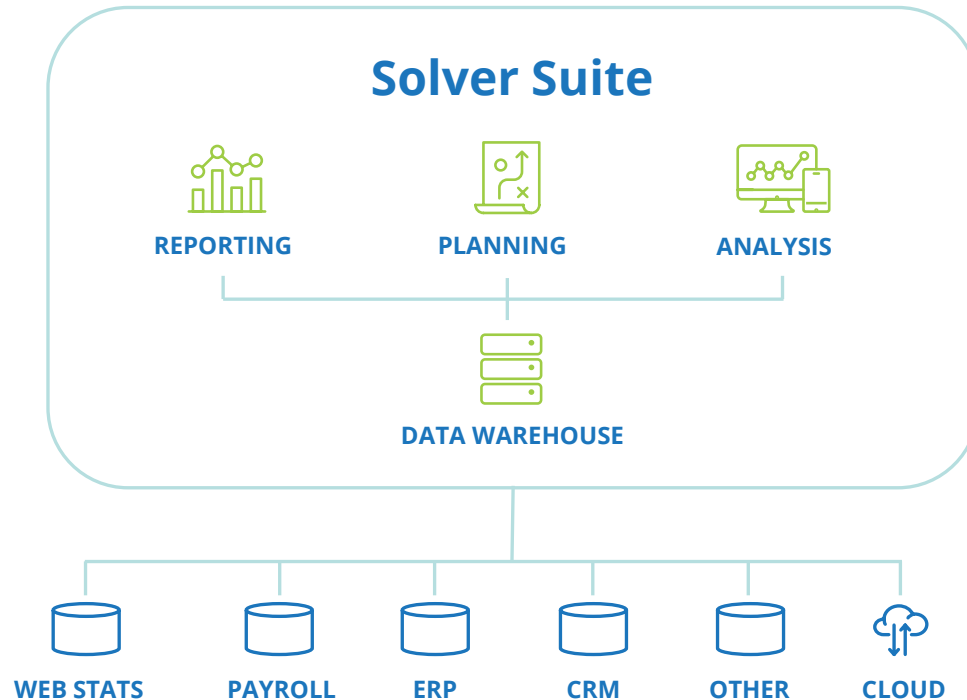 Solver Suite
REPORTING
PLANNING
ANALYSIS
DATA WAREHOUSE
WEB STATS
PAYROLL
ERP
CRM
OTHER
CLOUD